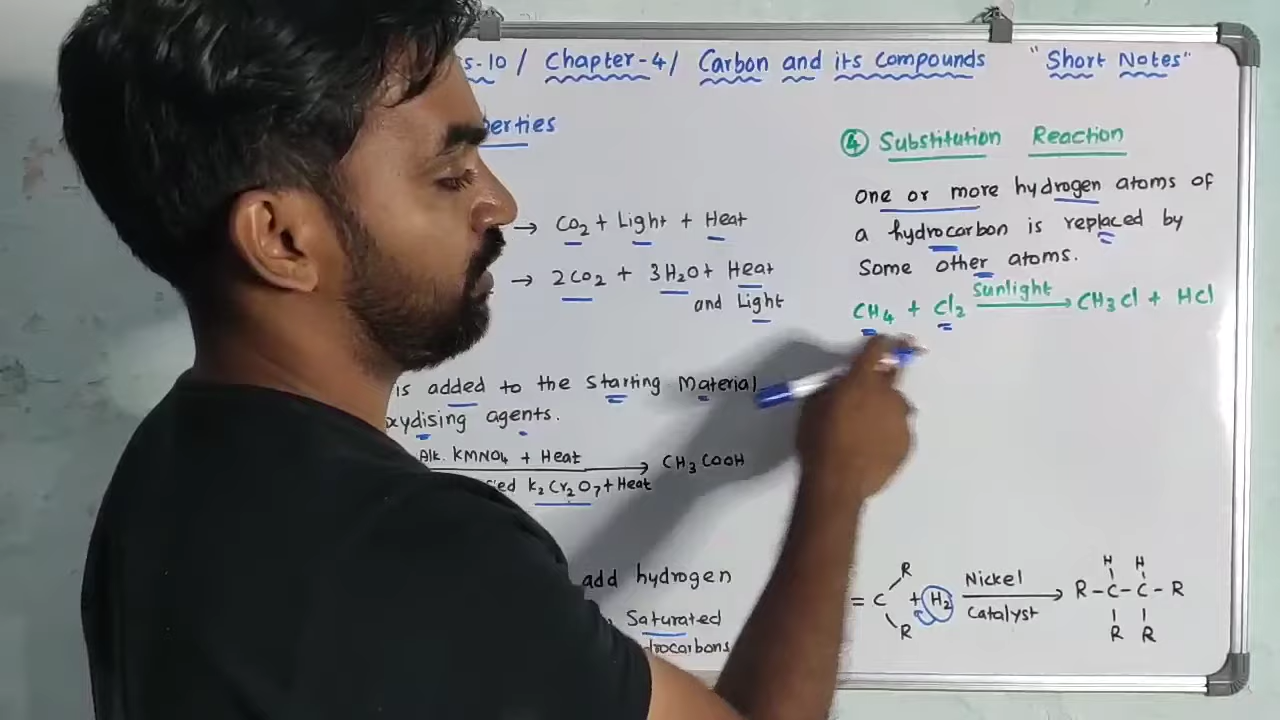 s-10 / Chapter-4/ Carbon and its Compounds "Short Notes"
perties
→ CO2 + Light + Heat
→ 2CO2 + 3H2O + Heat
and Light
is added to the Starting Material
xydising agents.
Alk. KMNO4 + Heat → CH3COOH
ied K2Cr2O7 + Heat
add hydrogen
Saturated
drocarbons
④ Substitution Reaction
One or more hydrogen atoms of
a hydrocarbon is replaced by
Some other atoms.
CH4 + Cl2 Sunlight → CH3Cl + HCl
R H H
= C + H2 Nickel → R-C-C-R
Catalyst
R R R